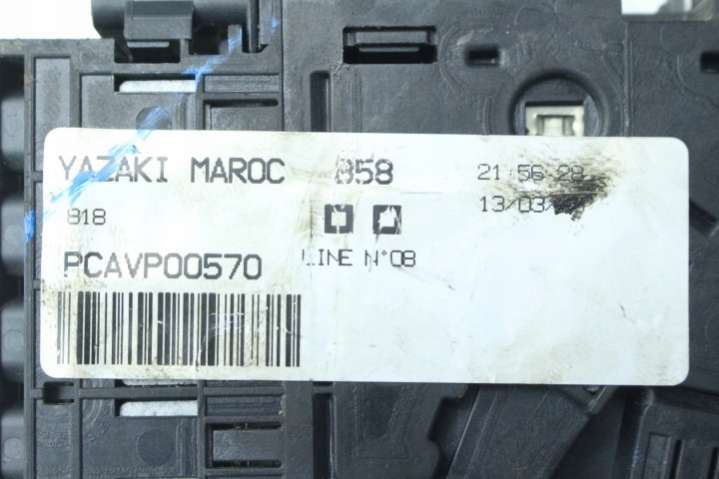 YAZAKI MAROC 858 21:56:28
818 13/03/
PCAVP00570 LINE N°08